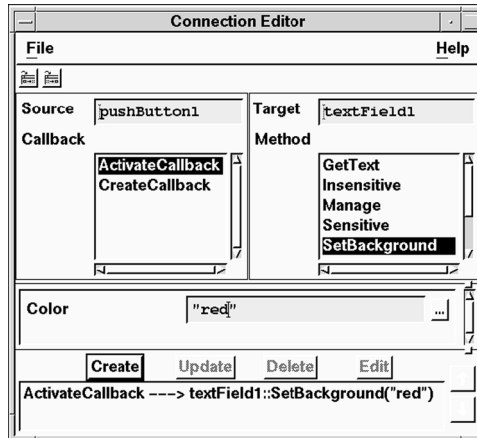 Connection Editor
File Help
Source pushButton1 Target textField1
Callback Method
ActivateCallback
CreateCallback
GetText
Insensitive
Manage
Sensitive
SetBackground
Color "red" ...
Create Update Delete Edit
ActivateCallback ---> textField1::SetBackground("red")